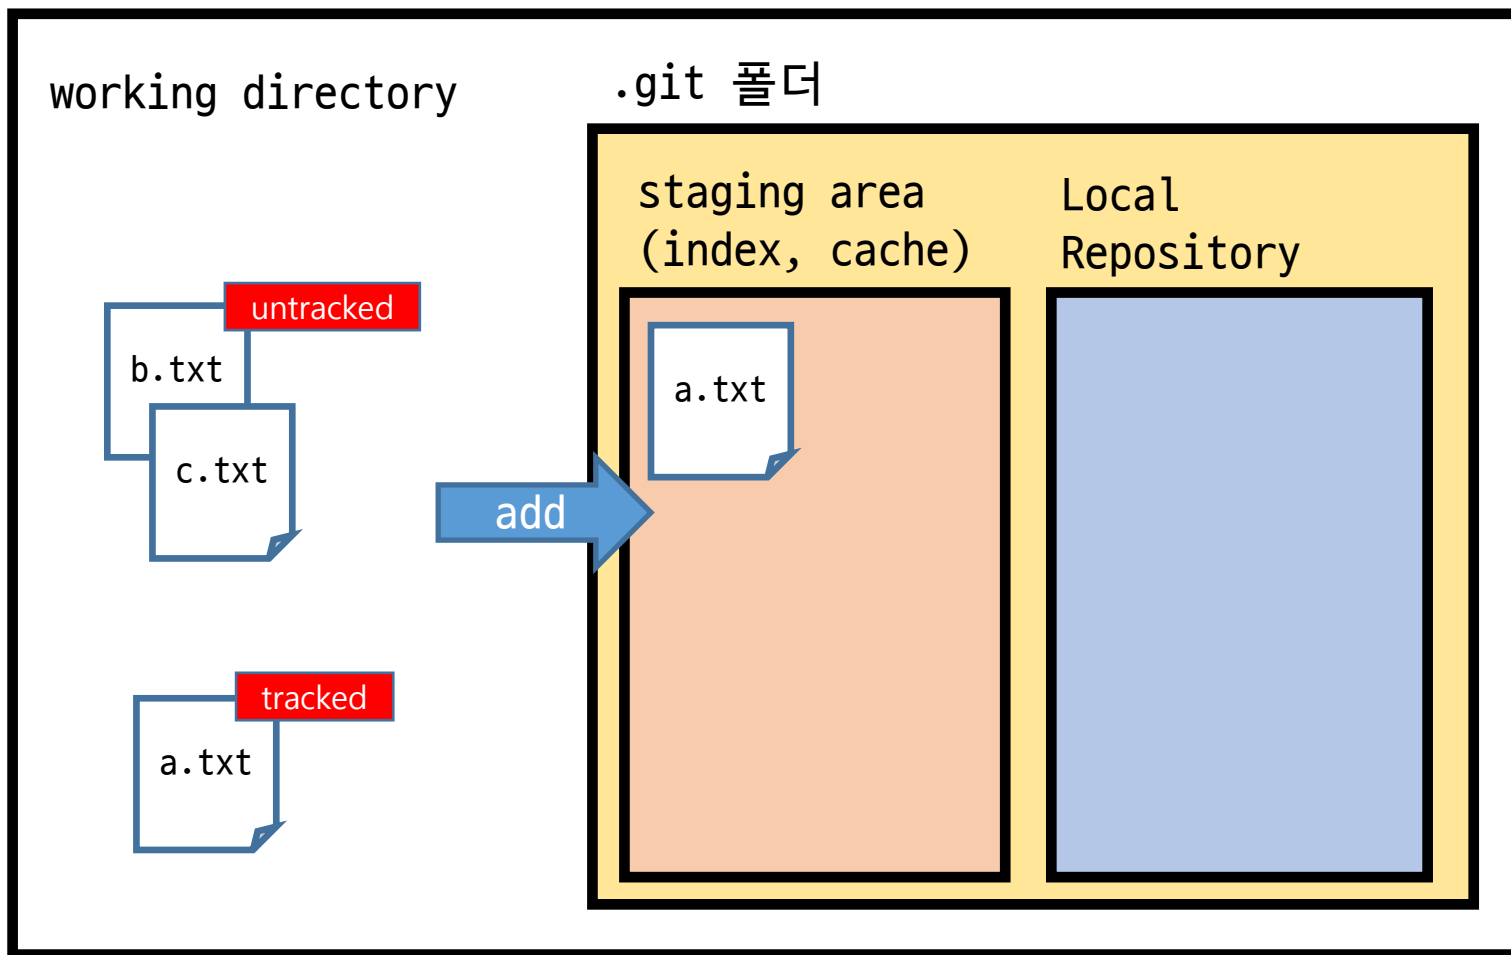 working directory
.git 폴더
staging area
(index, cache)
Local
Repository
untracked
b.txt
c.txt
a.txt
add
tracked
a.txt